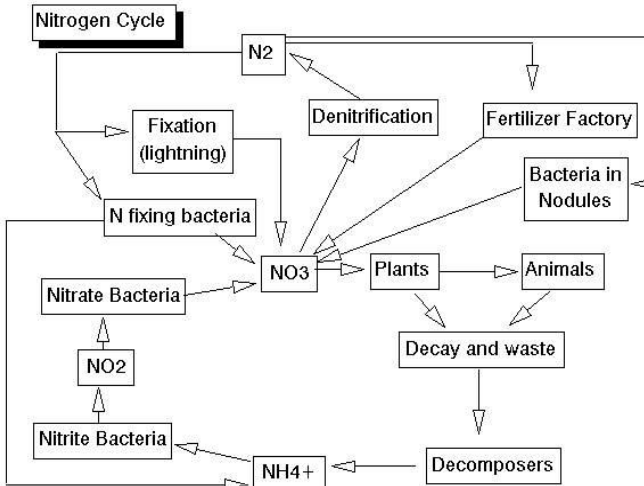 Nitrogen Cycle
N2
Fixation
(lightning)
Denitrification
Fertilizer Factory
Bacteria in
Nodules
N fixing bacteria
NO3
Plants
Animals
Nitrate Bacteria
Decay and waste
NO2
Nitrite Bacteria
NH4+
Decomposers